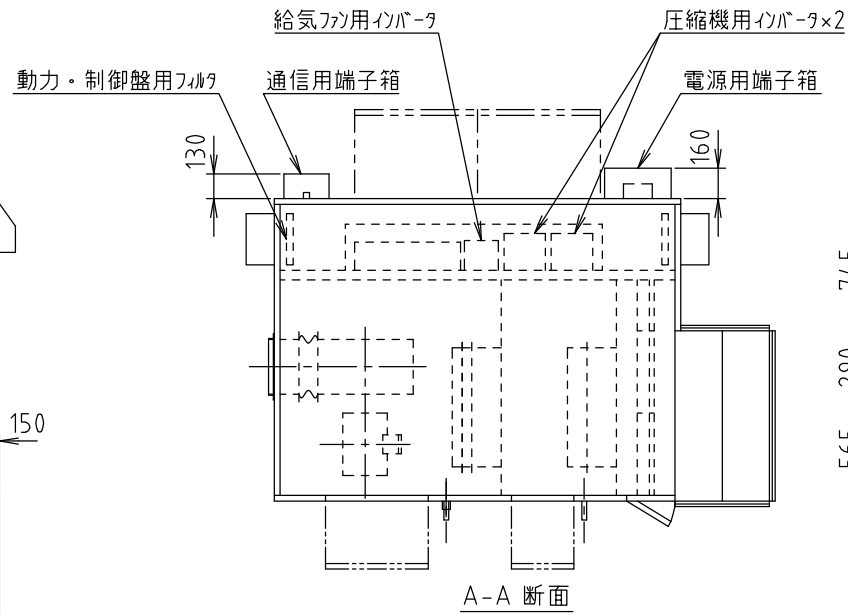 給気ファン用インバータ
圧縮機用インバータ×2
動力・制御盤用フィルタ
通信用端子箱
電源用端子箱
130
160
150
290
A-A 断面